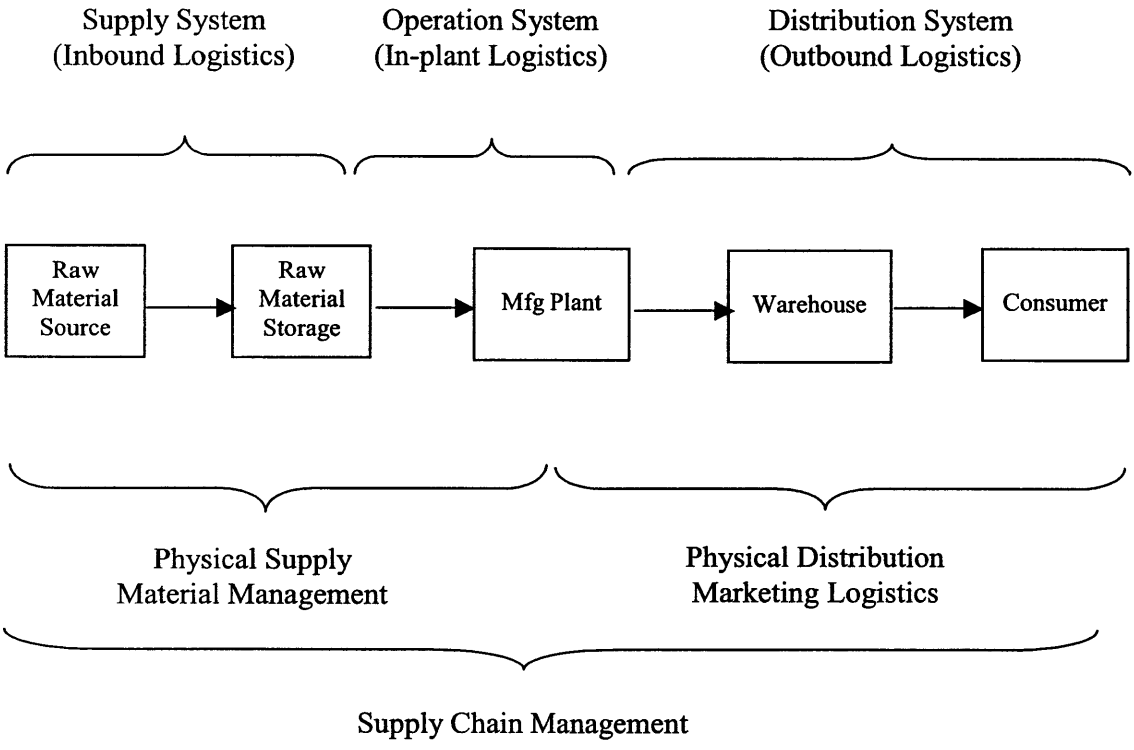 Supply System
(Inbound Logistics)
Operation System
(In-plant Logistics)
Distribution System
(Outbound Logistics)
Raw
Material
Source
Raw
Material
Storage
Mfg Plant
Warehouse
Consumer
Physical Supply
Material Management
Physical Distribution
Marketing Logistics
Supply Chain Management